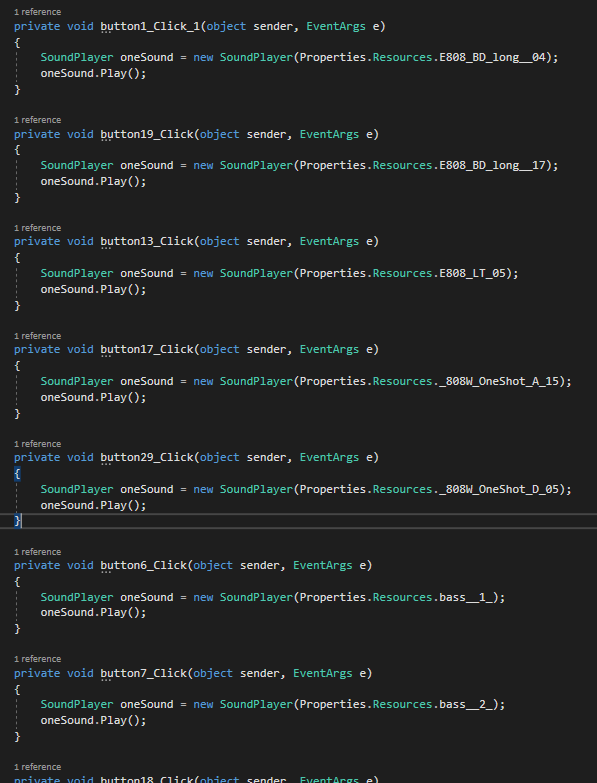 1 reference
private void button1_Click_1(object sender, EventArgs e)
{
SoundPlayer oneSound = new SoundPlayer(Properties.Resources.E808_BD_long__04);
oneSound.Play();
}
1 reference
private void button19_Click(object sender, EventArgs e)
{
SoundPlayer oneSound = new SoundPlayer(Properties.Resources.E808_BD_long__17);
oneSound.Play();
}
1 reference
private void button13_Click(object sender, EventArgs e)
{
SoundPlayer oneSound = new SoundPlayer(Properties.Resources.E808_LT_05);
oneSound.Play();
}
1 reference
private void button17_Click(object sender, EventArgs e)
{
SoundPlayer oneSound = new SoundPlayer(Properties.Resources._808W_OneShot_A_15);
oneSound.Play();
}
1 reference
private void button29_Click(object sender, EventArgs e)
{
SoundPlayer oneSound = new SoundPlayer(Properties.Resources._808W_OneShot_D_05);
oneSound.Play();
}
1 reference
private void button6_Click(object sender, EventArgs e)
{
SoundPlayer oneSound = new SoundPlayer(Properties.Resources.bass__1_);
oneSound.Play();
}
1 reference
private void button7_Click(object sender, EventArgs e)
{
SoundPlayer oneSound = new SoundPlayer(Properties.Resources.bass__2_);
oneSound.Play();
}
1 reference
private void button18_Click(object sender, EventArgs e)